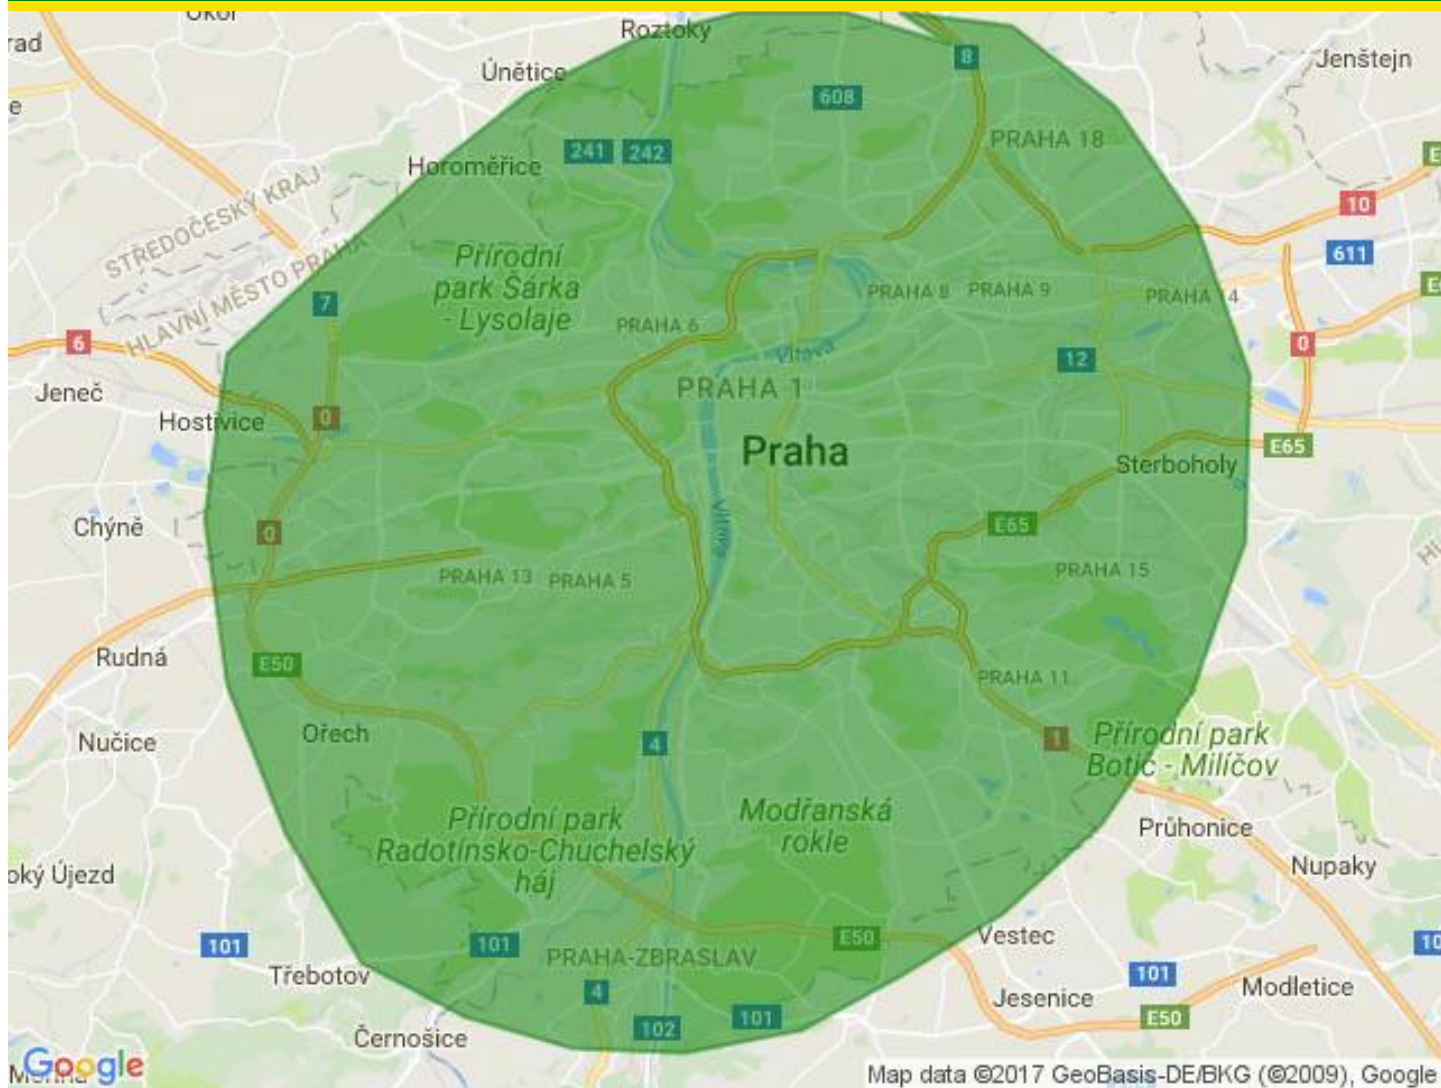 Okoř
Roztoky
Únětice
Jenštejn
rad
e
8
608
PRAHA 18
241
242
Horoměřice
E
10
STŘEDOČESKÝ KRAJ
HLAVNÍ MĚSTO PRAHA
611
Přírodní
park Šárka
- Lysolaje
7
PRAHA 8
PRAHA 9
PRAHA 14
PRAHA 6
6
0
Vltava
12
Jeneč
PRAHA 1
Hostivice
0
Praha
E65
Sterboholy
Chýně
0
Vltava
E65
PRAHA 13
PRAHA 5
PRAHA 15
Rudná
E50
PRAHA 11
Ořech
Nučice
4
1
Přírodní park
Botič - Milíčov
Přírodní park
Radotínsko-Chuchelský
háj
Modřanská
rokle
Průhonice
Nupaky
oký Újezd
101
101
E50
Vestec
10
PRAHA-ZBRASLAV
Třebotov
4
101
Modletice
Jesenice
E50
102
101
Černošice
Google
Map data ©2017 GeoBasis-DE/BKG (©2009), Google